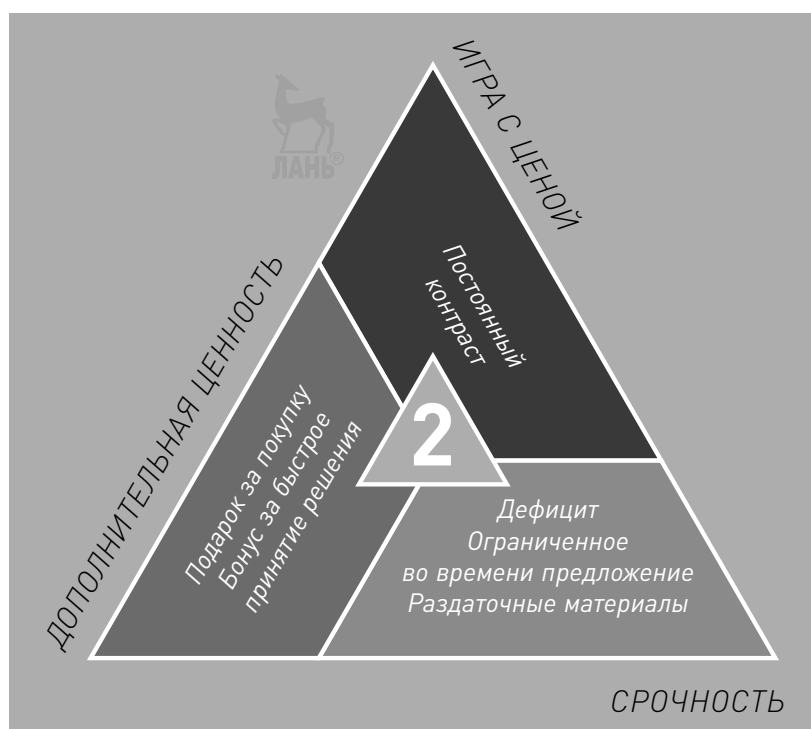 ИГРА С ЦЕНОЙ
ЛАНЬ®
Постоянный
контраст
ДОПОЛНИТЕЛЬНАЯ ЦЕННОСТЬ
Подарок за покупку
Бонус за быстрое
принятие решения
2
Дефицит
Ограниченное
во времени предложение
Раздаточные материалы
СРОЧНОСТЬ